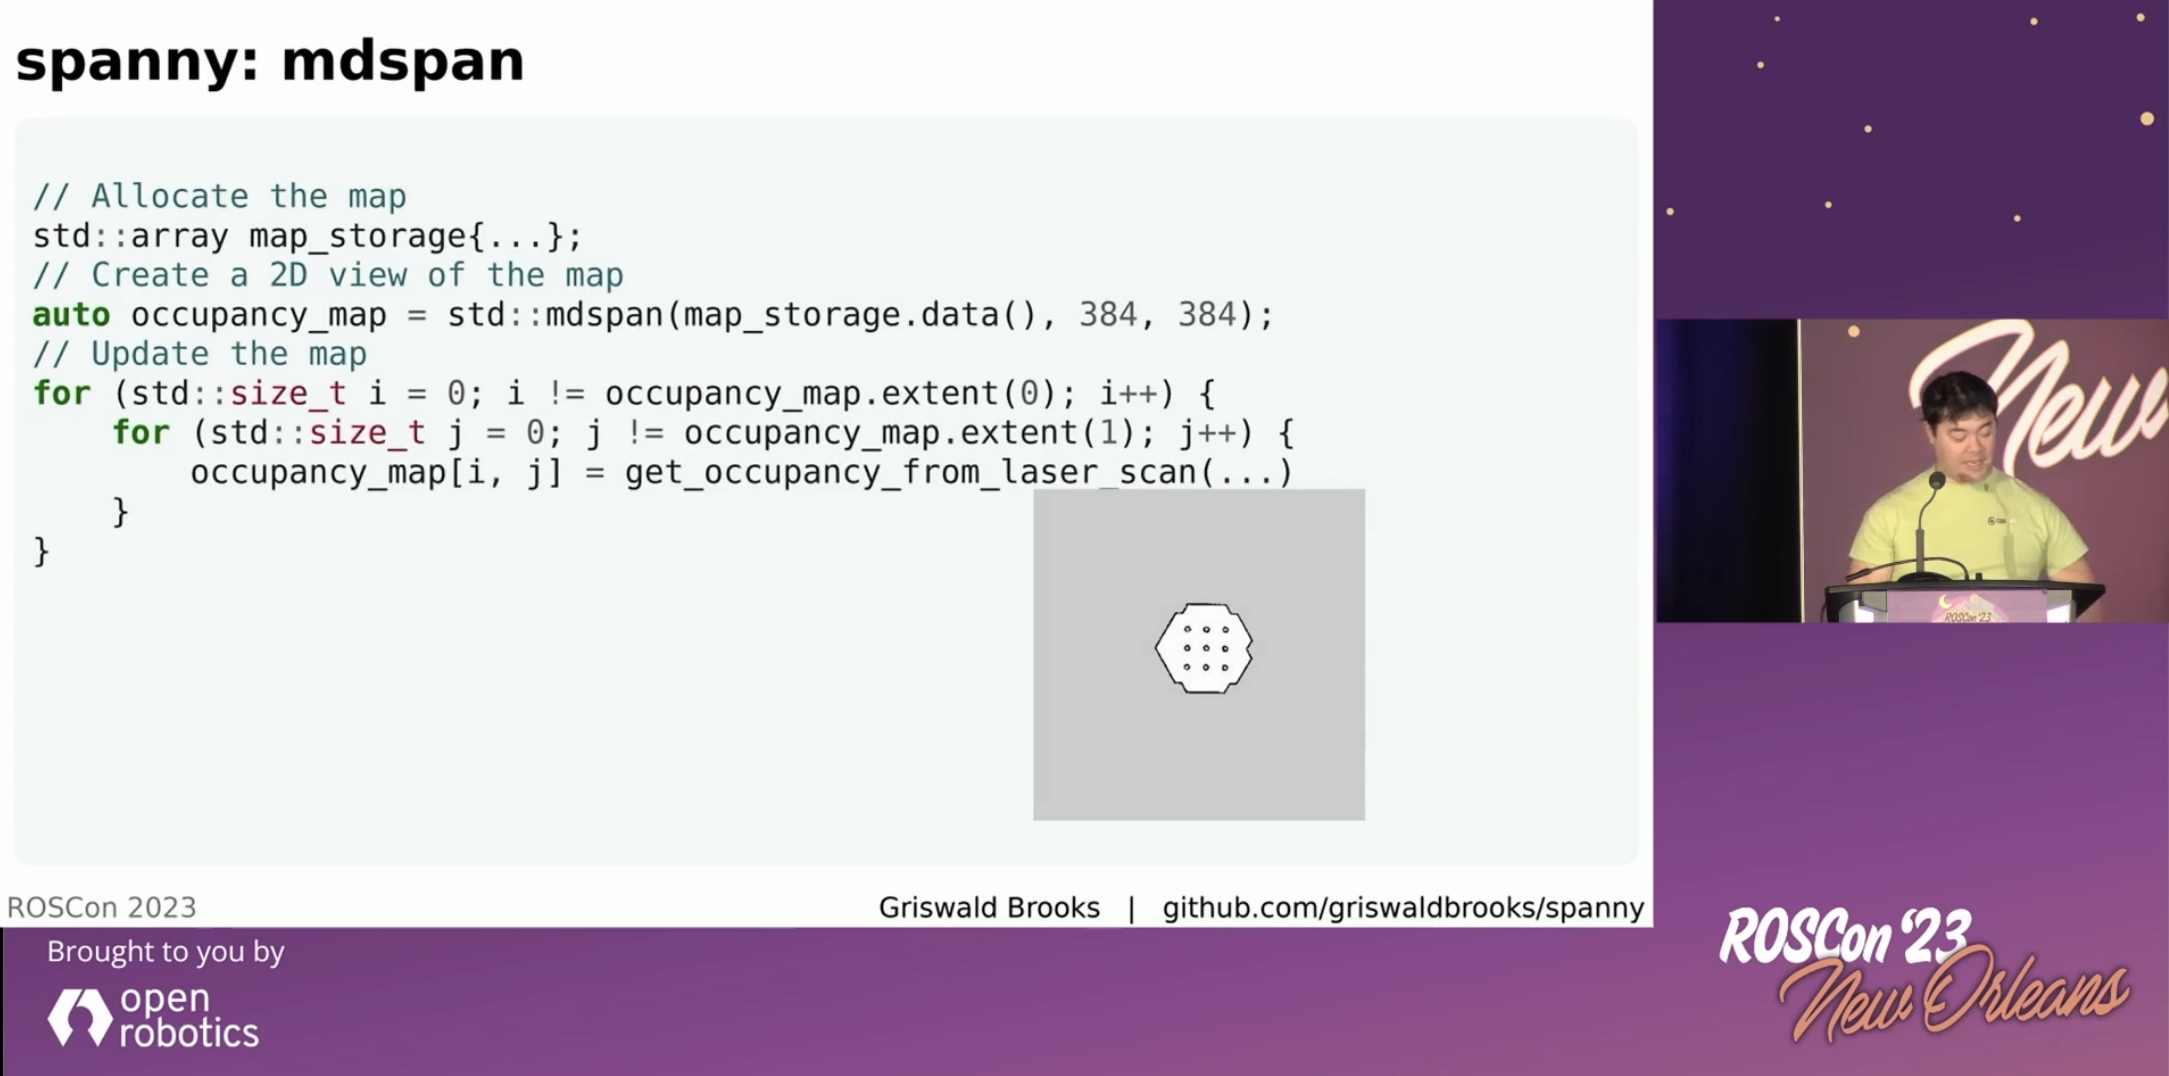 spanny: mdspan
// Allocate the map
std::array map_storage{...};
// Create a 2D view of the map
auto occupancy_map = std::mdspan(map_storage.data(), 384, 384);
// Update the map
for (std::size_t i = 0; i != occupancy_map.extent(0); i++) {
    for (std::size_t j = 0; j != occupancy_map.extent(1); j++) {
        occupancy_map[i, j] = get_occupancy_from_laser_scan(...)
    }
}
ROSCon 2023
Griswald Brooks | github.com/griswaldbrooks/spanny
New
ROSCon '23
Brought to you by
open
robotics
ROSCon '23
New Orleans